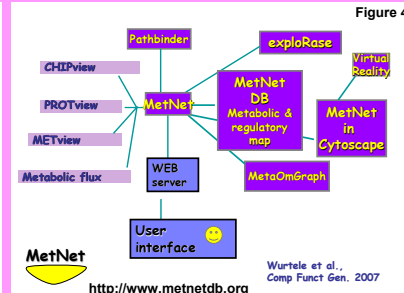 Figure 4
Pathbinder
exploRase
Virtual
Reality
CHIPview
PROTview
METview
Metabolic flux
MetNet
MetNet
DB
Metabolic &
regulatory
map
MetNet
in
Cytoscape
WEB
server
MetaOmGraph
User
interface
MetNet
Wurtele et al.,
Comp Funct Gen. 2007
http://www.metnetdb.org